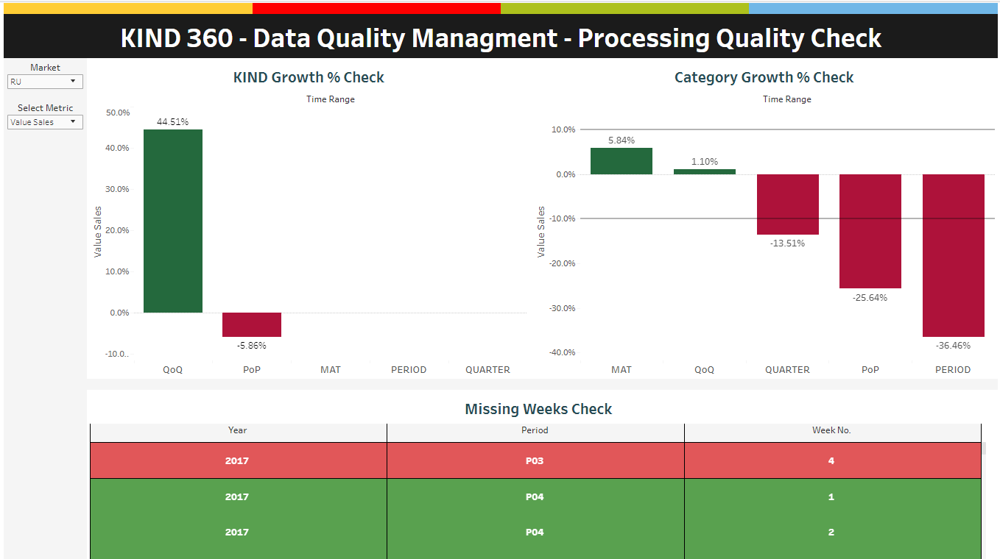 KIND 360 - Data Quality Managment - Processing Quality Check
Market
RU
Select Metric
Value Sales
KIND Growth % Check
Time Range
Value Sales
50.0%
40.0%
30.0%
20.0%
10.0%
0.0%
-10.0..
44.51%
-5.86%
QoQ PoP MAT PERIOD QUARTER
Category Growth % Check
Time Range
Value Sales
10.0%
0.0%
-10.0%
-20.0%
-30.0%
-40.0%
5.84%
1.10%
-13.51%
-25.64%
-36.46%
MAT QoQ QUARTER PoP PERIOD
Missing Weeks Check
Year Period Week No.
2017 P03 4
2017 P04 1
2017 P04 2